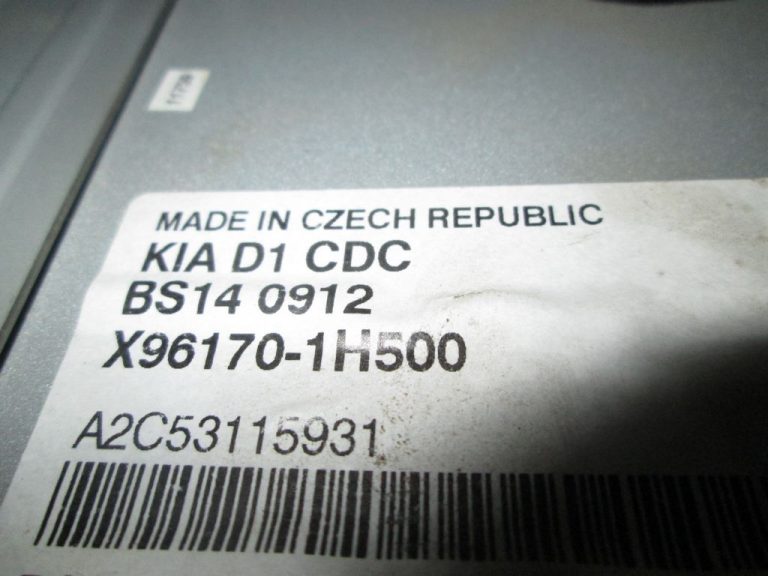 MADE IN CZECH REPUBLIC
KIA D1 CDC
BS14 0912
X96170-1H500
A2C53115931